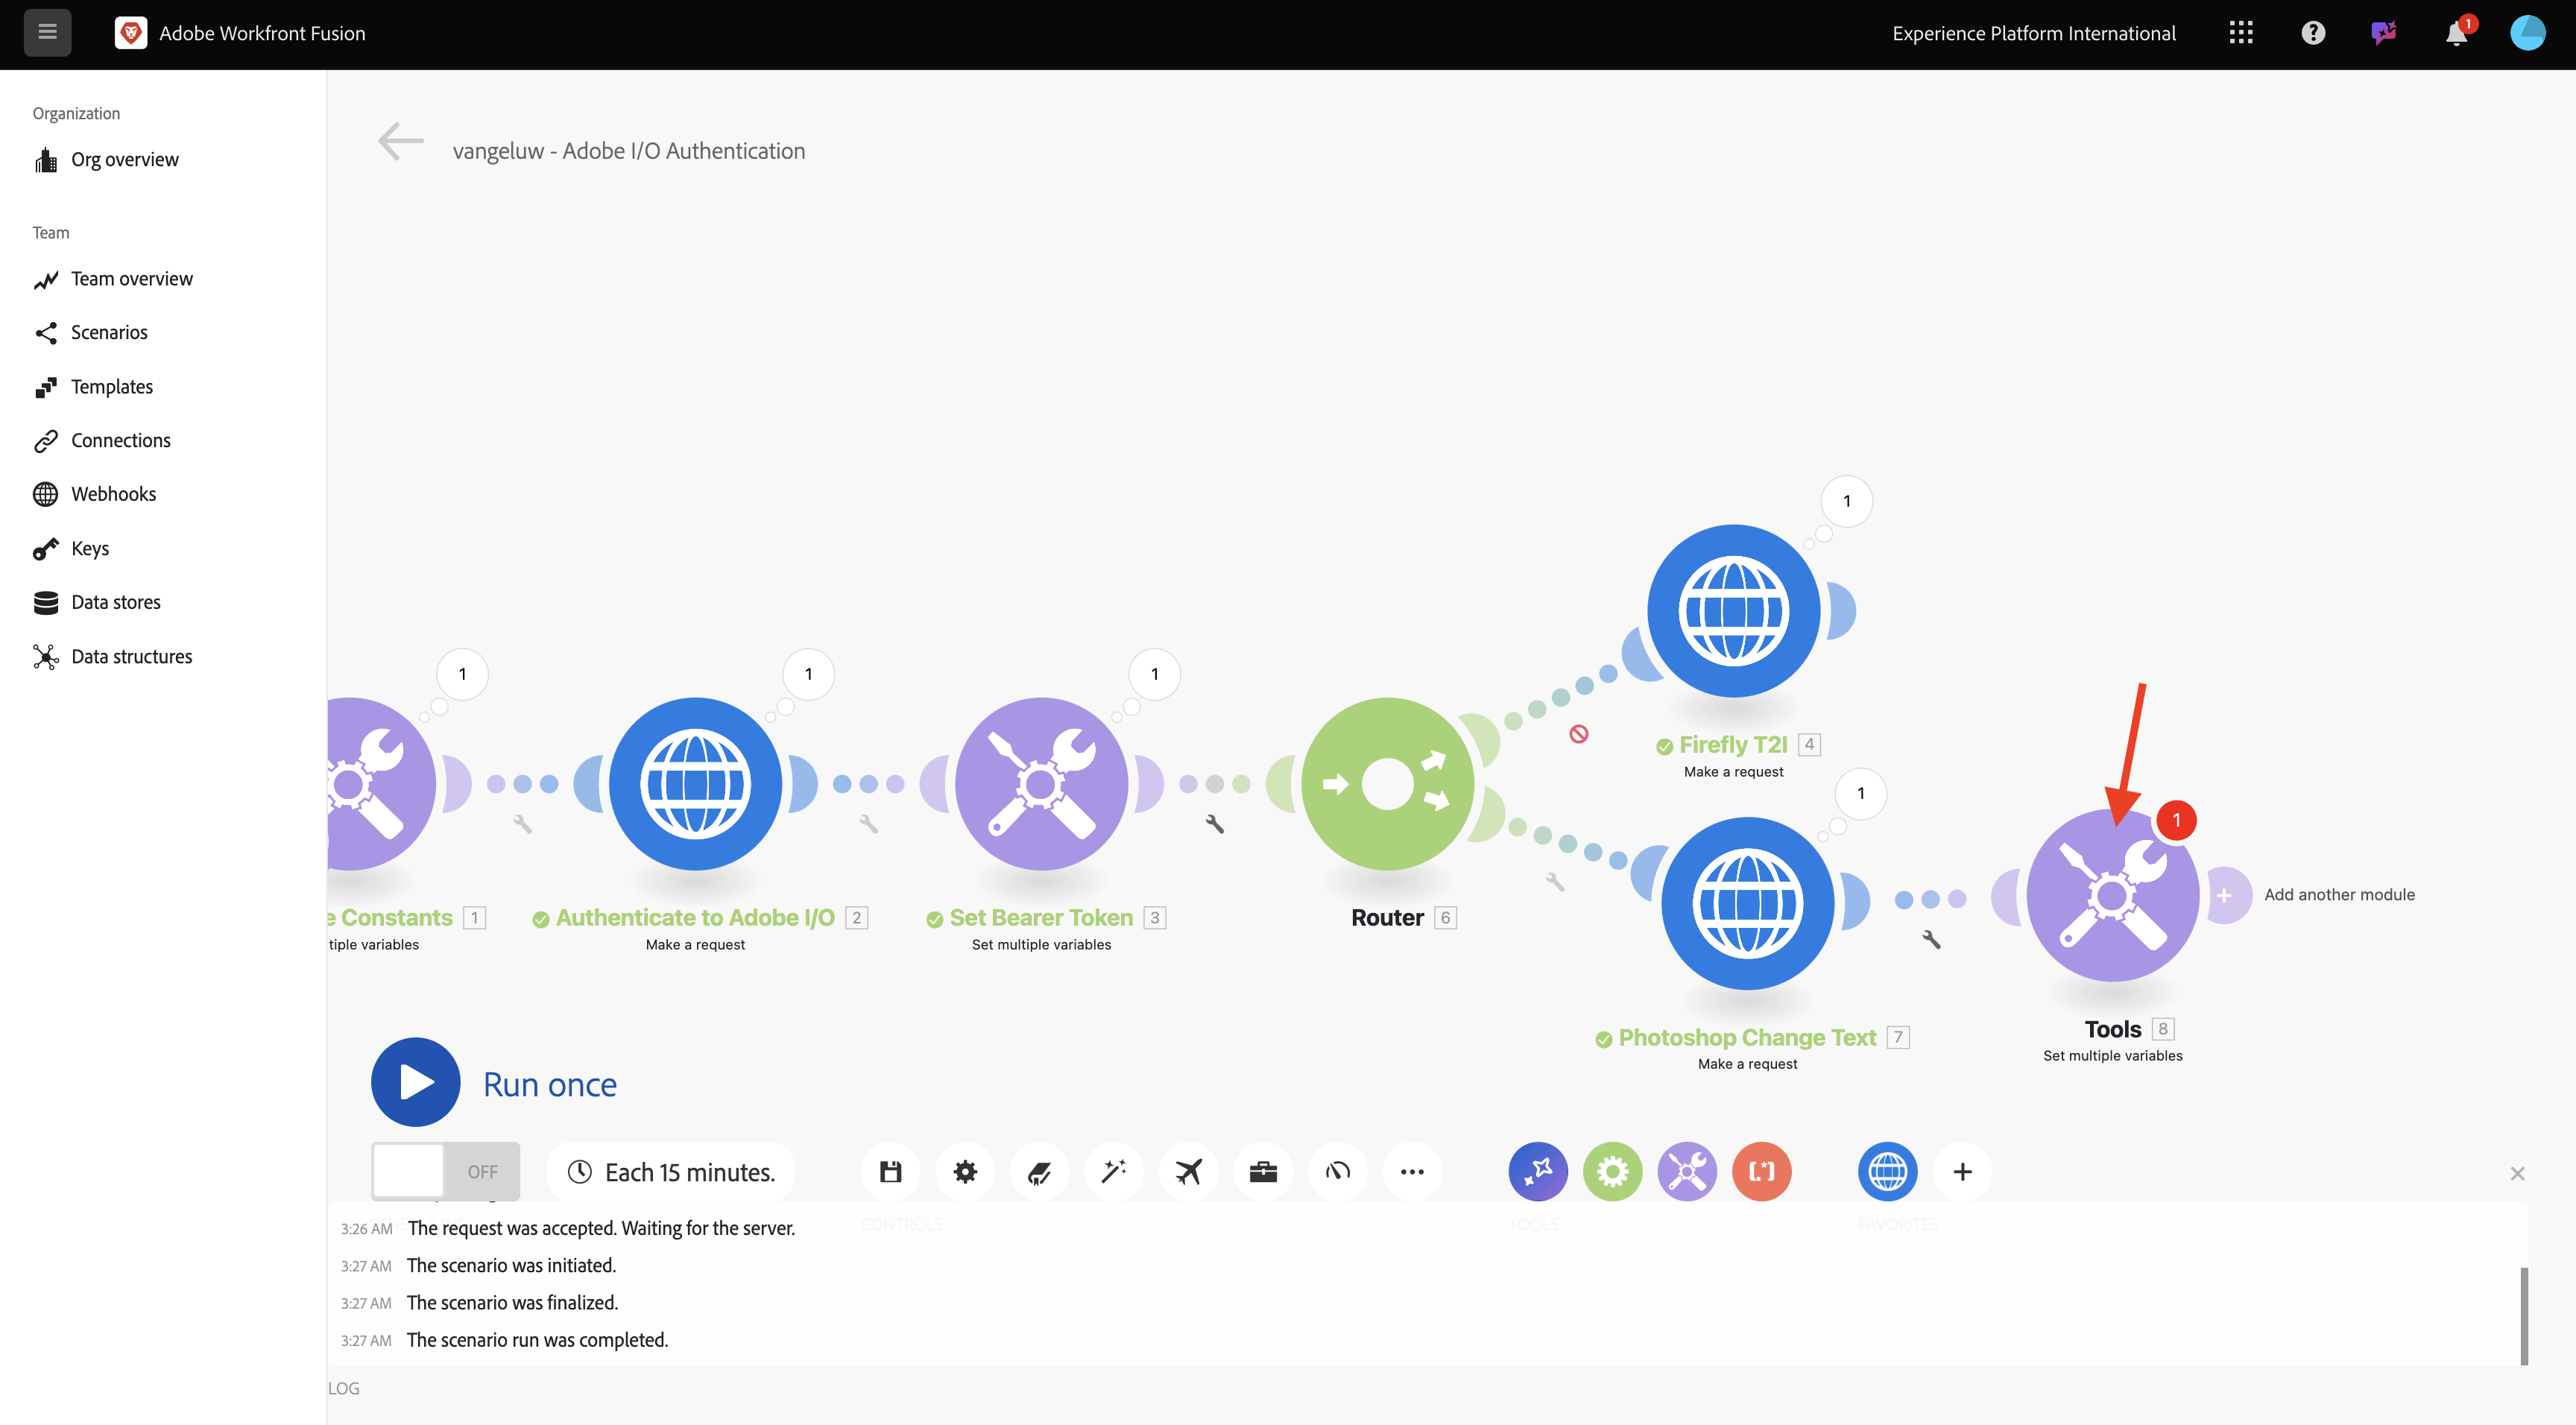 Adobe Workfront Fusion
Experience Platform International
1
Organization
Org overview
Team
Team overview
Scenarios
Templates
Connections
Webhooks
Keys
Data stores
Data structures
vangeluw - Adobe I/O Authentication
1
1
1
1
1
1
e Constants 1
tiple variables
Authenticate to Adobe I/O 2
Make a request
Set Bearer Token 3
Set multiple variables
Router 6
Firefly T2I 4
Make a request
Photoshop Change Text 7
Make a request
Tools 8
Set multiple variables
Add another module
Run once
OFF
Each 15 minutes.
CONTROLS
TOOLS
FAVORITES
3:26 AM The request was accepted. Waiting for the server.
3:27 AM The scenario was initiated.
3:27 AM The scenario was finalized.
3:27 AM The scenario run was completed.
LOG